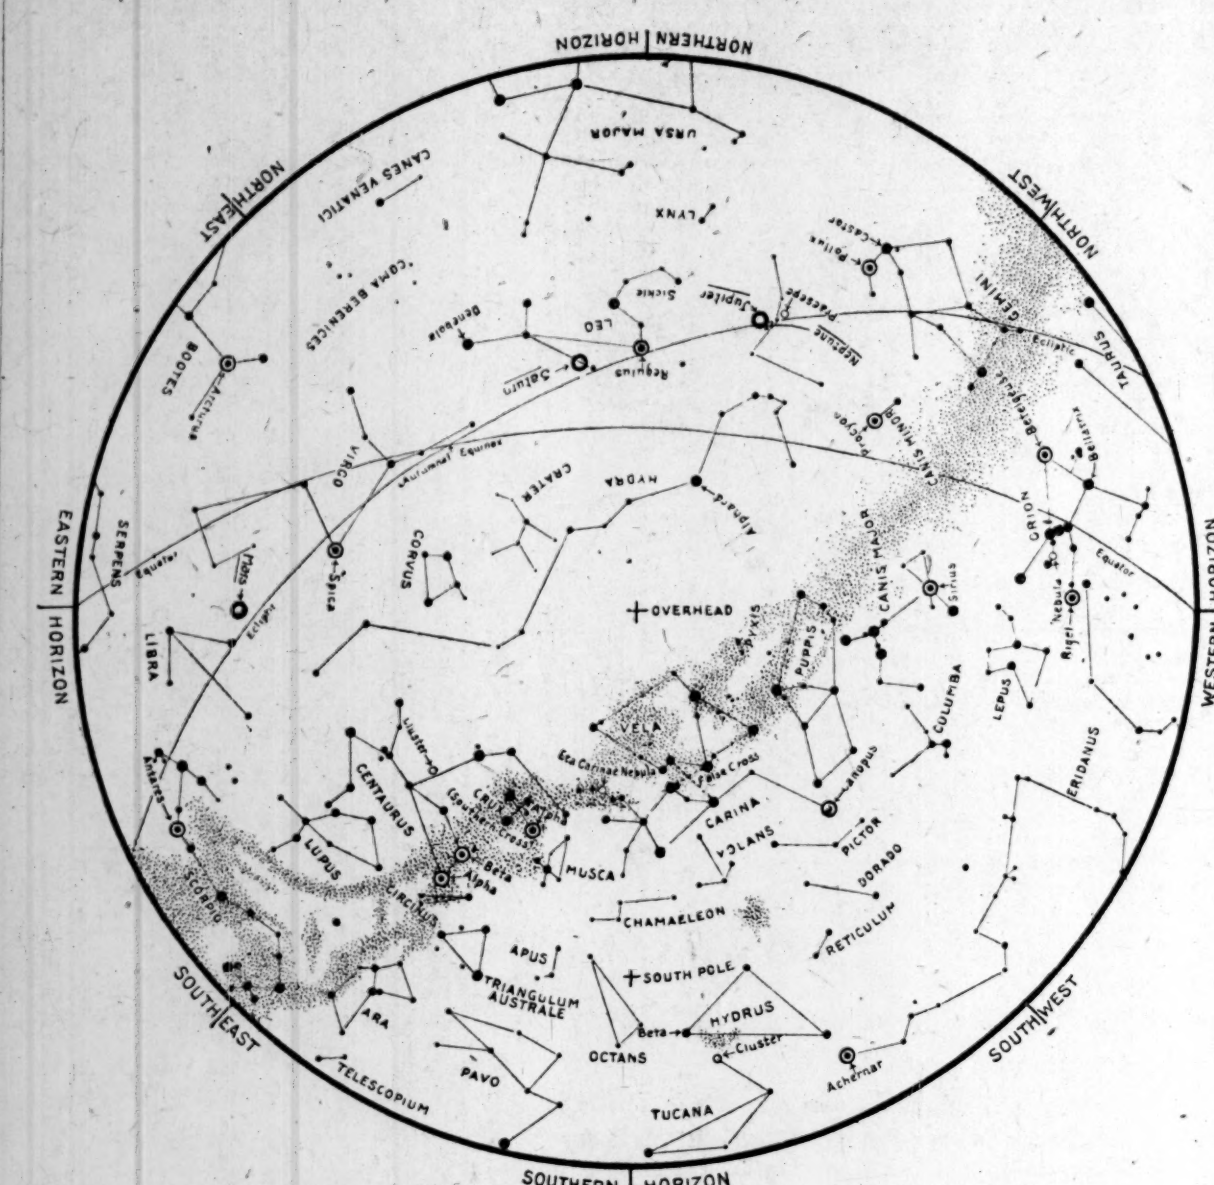 NORTHERN
HORIZON
URSA MAJOR
NORTH
EAST
CANES VENATICI
LYNX
NORTH
WEST
Castor
Pollux
COMA BERENICES
Sickle
LEO
Denebola
Jupiter
Praesepe
GEMINI
Neptune
Ecliptic
TAURUS
BOOTES
Arcturus
Saturn
Regulus
Procyon
CANIS MINOR
Betelgeuse
Bellatrix
VIRGO
Autumnal Equinox
CRATER
HYDRA
Alphard
ORION
SERPENS
Equator
Mars
Spica
CORVUS
CANIS MAJOR
Sirius
Equator
Nebula
Rigel
EASTERN
HORIZON
WESTERN
HORIZON
Ecliptic
LIBRA
OVERHEAD
PYXIS
PUPPIS
COLUMBA
LEPUS
ERIDANUS
VELA
Cluster
Eta Carinae Nebula
False Cross
Antares
CENTAURUS
CRUX
(Southern Cross)
CARINA
Canopus
VOLANS
PICTOR
LUPUS
Beta
Alpha
MUSCA
DORADO
SCORPIO
CIRCINUS
CHAMAELEON
RETICULUM
APUS
SOUTH POLE
TRIANGULUM
AUSTRALE
SOUTH
EAST
ARA
HYDRUS
Beta
OCTANS
Cluster
Achernar
SOUTH
WEST
PAVO
TELESCOPIUM
TUCANA
SOUTHERN
HORIZON